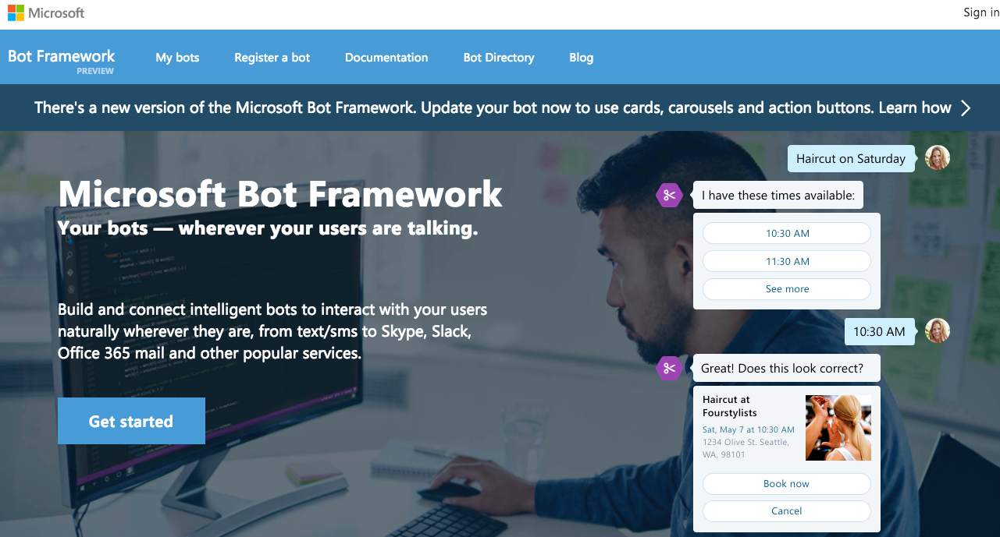 Microsoft
Sign in
Bot Framework
PREVIEW
My bots
Register a bot
Documentation
Bot Directory
Blog
There's a new version of the Microsoft Bot Framework. Update your bot now to use cards, carousels and action buttons. Learn how
Microsoft Bot Framework
Your bots — wherever your users are talking.
Build and connect intelligent bots to interact with your users
naturally wherever they are, from text/sms to Skype, Slack,
Office 365 mail and other popular services.
Get started
Haircut on Saturday
I have these times available:
10:30 AM
11:30 AM
See more
10:30 AM
Great! Does this look correct?
Haircut at
Fourstylists
Sat, May 7 at 10:30 AM
1234 Olive St. Seattle,
WA, 98101
Book now
Cancel